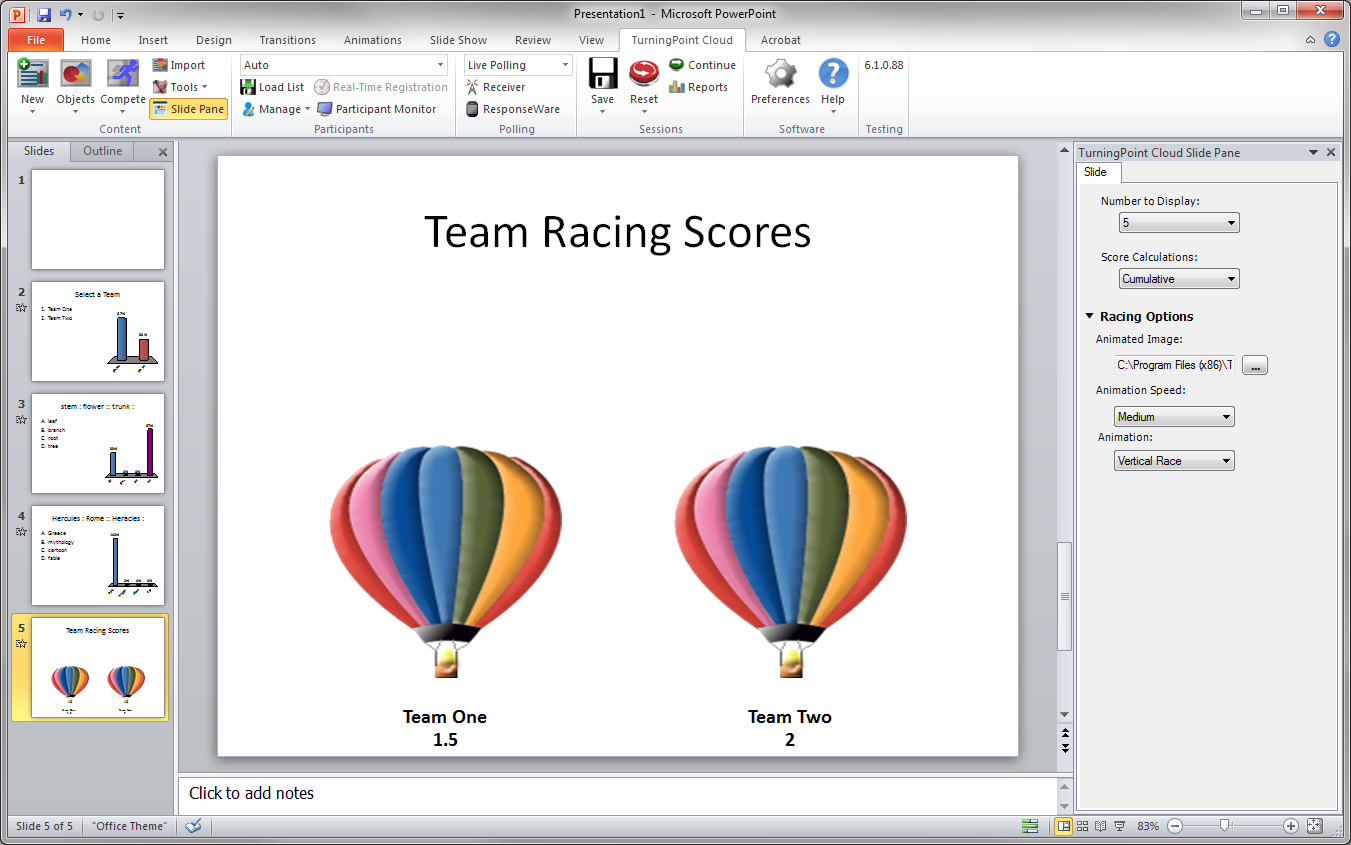 Presentation1 - Microsoft PowerPoint
File Home Insert Design Transitions Animations Slide Show Review View TurningPoint Cloud Acrobat
New Objects Compete Import Tools Slide Pane
Content
Auto
Load List Real-Time Registration
Manage Participant Monitor
Participants
Live Polling
Receiver
ResponseWare
Polling
Save Reset Continue Reports
Sessions
Preferences Help
Software
6.1.0.88
Testing
Slides Outline
1
2
Select a Team
1. Team One
2. Team Two
3
stem : flower :: trunk :
A. leaf
B. branch
C. root
D. tree
4
Hercules : Rome :: Heracles :
A. Greece
B. mythology
C. cartoon
D. fable
5
Team Racing Scores
Team Racing Scores
Team One
1.5
Team Two
2
Click to add notes
TurningPoint Cloud Slide Pane
Slide
Number to Display:
5
Score Calculations:
Cumulative
Racing Options
Animated Image:
C:\Program Files (x86)\T
...
Animation Speed:
Medium
Animation:
Vertical Race
Slide 5 of 5 "Office Theme" 83%